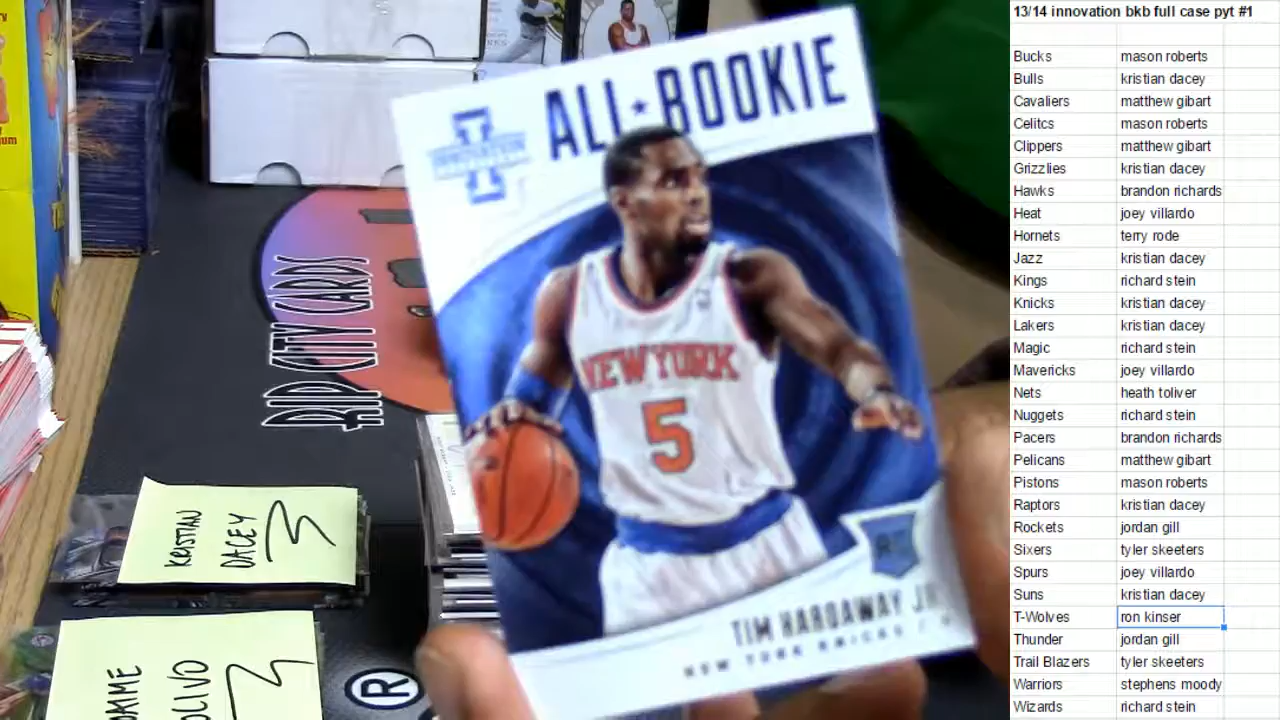 13/14 innovation bkb full case pyt #1
Bucks mason roberts
Bulls kristian dacey
Cavaliers matthew gibart
Celitcs mason roberts
Clippers matthew gibart
Grizzlies kristian dacey
Hawks brandon richards
Heat joey villardo
Hornets terry rode
Jazz kristian dacey
Kings richard stein
Knicks kristian dacey
Lakers kristian dacey
Magic richard stein
Mavericks joey villardo
Nets heath toliver
Nuggets richard stein
Pacers brandon richards
Pelicans matthew gibart
Pistons mason roberts
Raptors kristian dacey
Rockets jordan gill
Sixers tyler skeeters
Spurs joey villardo
Suns kristian dacey
T-Wolves ron kinser
Thunder jordan gill
Trail Blazers tyler skeeters
Warriors stephens moody
Wizards richard stein
ALL★ROOKIE
INNOVATION
NEW YORK
5
TIM HARDAWAY JR.
NEW YORK KNICKS
RIP CITY CARDS
®
KRISTIAN
DACEY
3
OLIVO
3